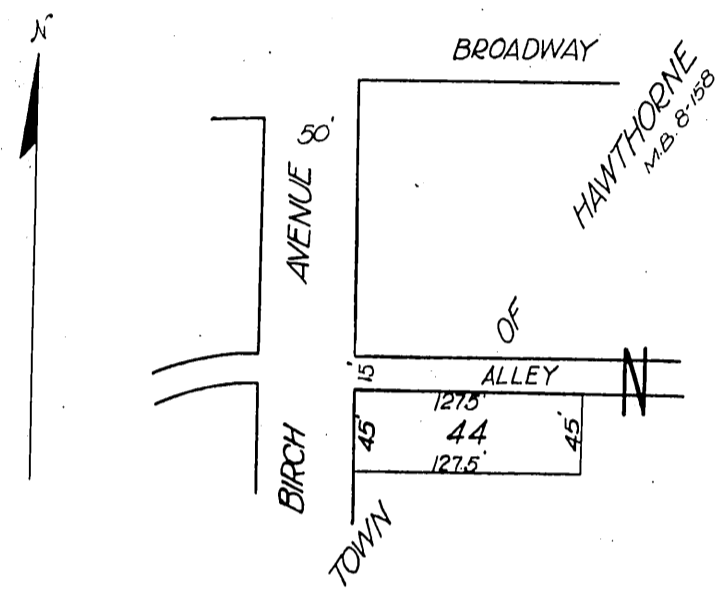 N
BROADWAY
HAWTHORNE
M.B. 8-158
50'
AVENUE
OF
15'
ALLEY
127.5'
45'
44
45'
127.5'
BIRCH
TOWN